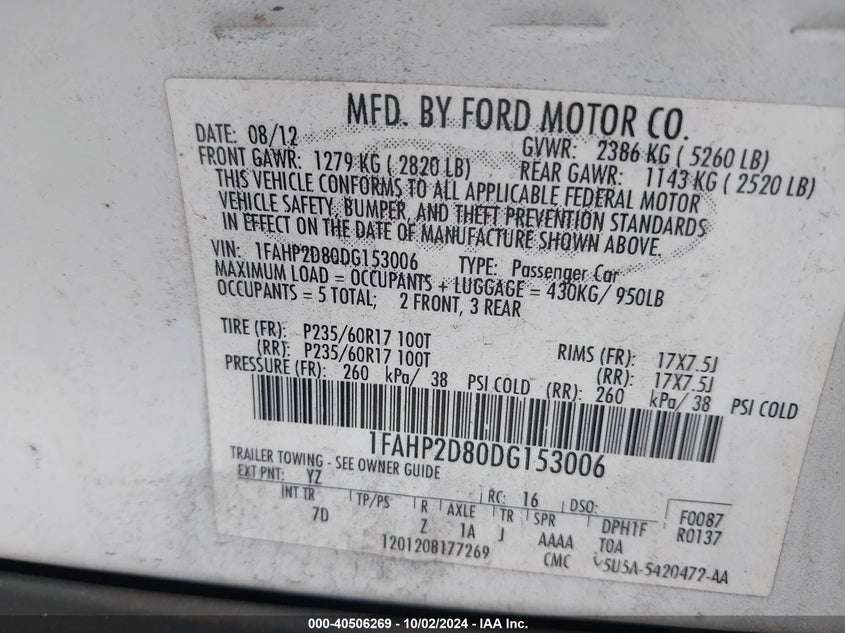 MFD. BY FORD MOTOR CO.
DATE: 08/12 GVWR: 2386 KG ( 5260 LB)
FRONT GAWR: 1279 KG ( 2820 LB) REAR GAWR: 1143 KG ( 2520 LB)
THIS VEHICLE CONFORMS TO ALL APPLICABLE FEDERAL MOTOR
VEHICLE SAFETY, BUMPER, AND THEFT PREVENTION STANDARDS
IN EFFECT ON THE DATE OF MANUFACTURE SHOWN ABOVE.
VIN: 1FAHP2D80DG153006 TYPE: Passenger Car
MAXIMUM LOAD = OCCUPANTS + LUGGAGE = 430KG/ 950LB
OCCUPANTS = 5 TOTAL; 2 FRONT, 3 REAR
TIRE (FR): P235/60R17 100T RIMS (FR): 17X7.5J
(RR): P235/60R17 100T (RR): 17X7.5J
PRESSURE (FR): 260 kPa/ 38 PSI COLD (RR): 260 kPa/ 38 PSI COLD
1FAHP2D80DG153006
TRAILER TOWING - SEE OWNER GUIDE
EXT PNT: YZ RC: 16 DSO: F0087
INT TR TP/PS R AXLE TR SPR DPH1F R0137
7D Z 1A J AAAA T0A
1201208177269 CMC 5U5A-5420472-AA
000-40506269 - 10/02/2024 - IAA Inc.